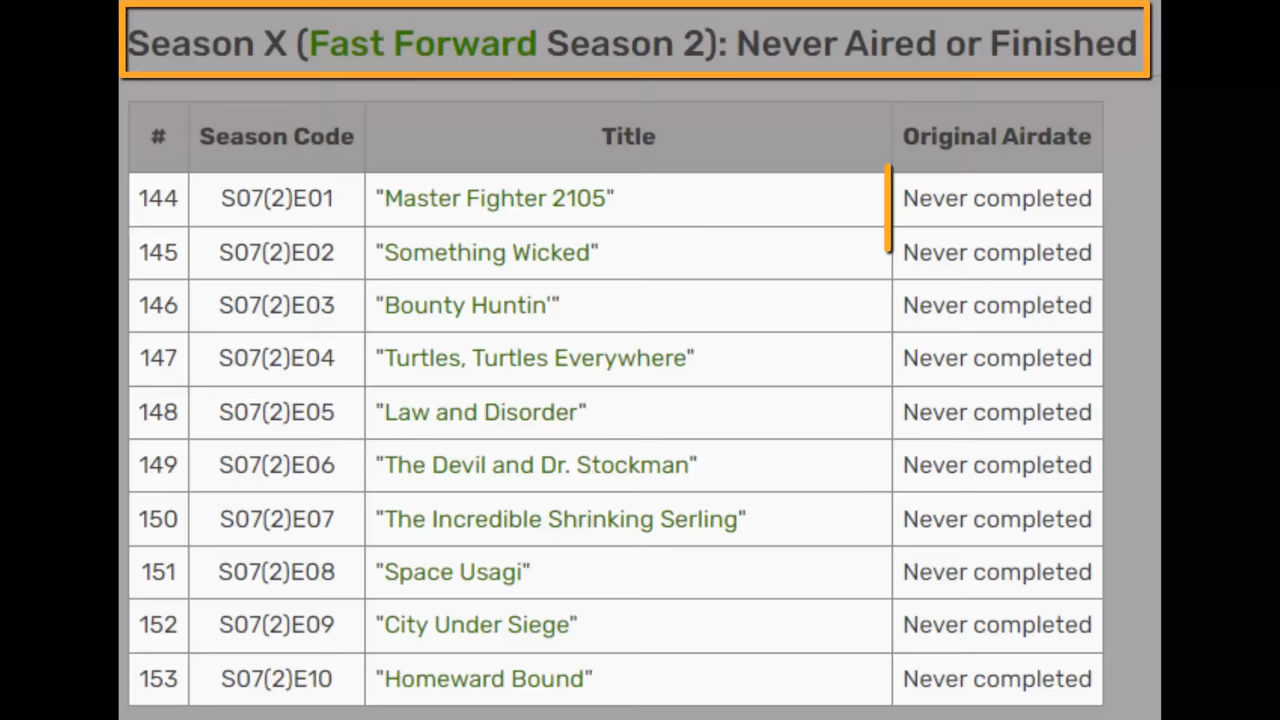 Season X (Fast Forward Season 2): Never Aired or Finished
# Season Code Title Original Airdate
144 S07(2)E01 "Master Fighter 2105" Never completed
145 S07(2)E02 "Something Wicked" Never completed
146 S07(2)E03 "Bounty Huntin'" Never completed
147 S07(2)E04 "Turtles, Turtles Everywhere" Never completed
148 S07(2)E05 "Law and Disorder" Never completed
149 S07(2)E06 "The Devil and Dr. Stockman" Never completed
150 S07(2)E07 "The Incredible Shrinking Serling" Never completed
151 S07(2)E08 "Space Usagi" Never completed
152 S07(2)E09 "City Under Siege" Never completed
153 S07(2)E10 "Homeward Bound" Never completed